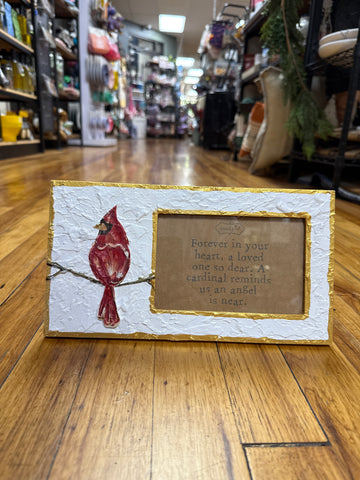 Forever in your
heart, a loved
one so dear. A
cardinal reminds
us an angel
is near.